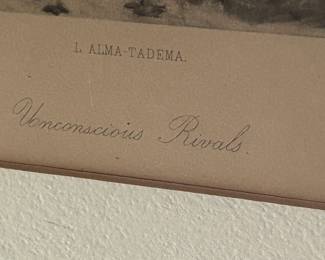 L. ALMA-TADEMA.
Unconscious Rivals.